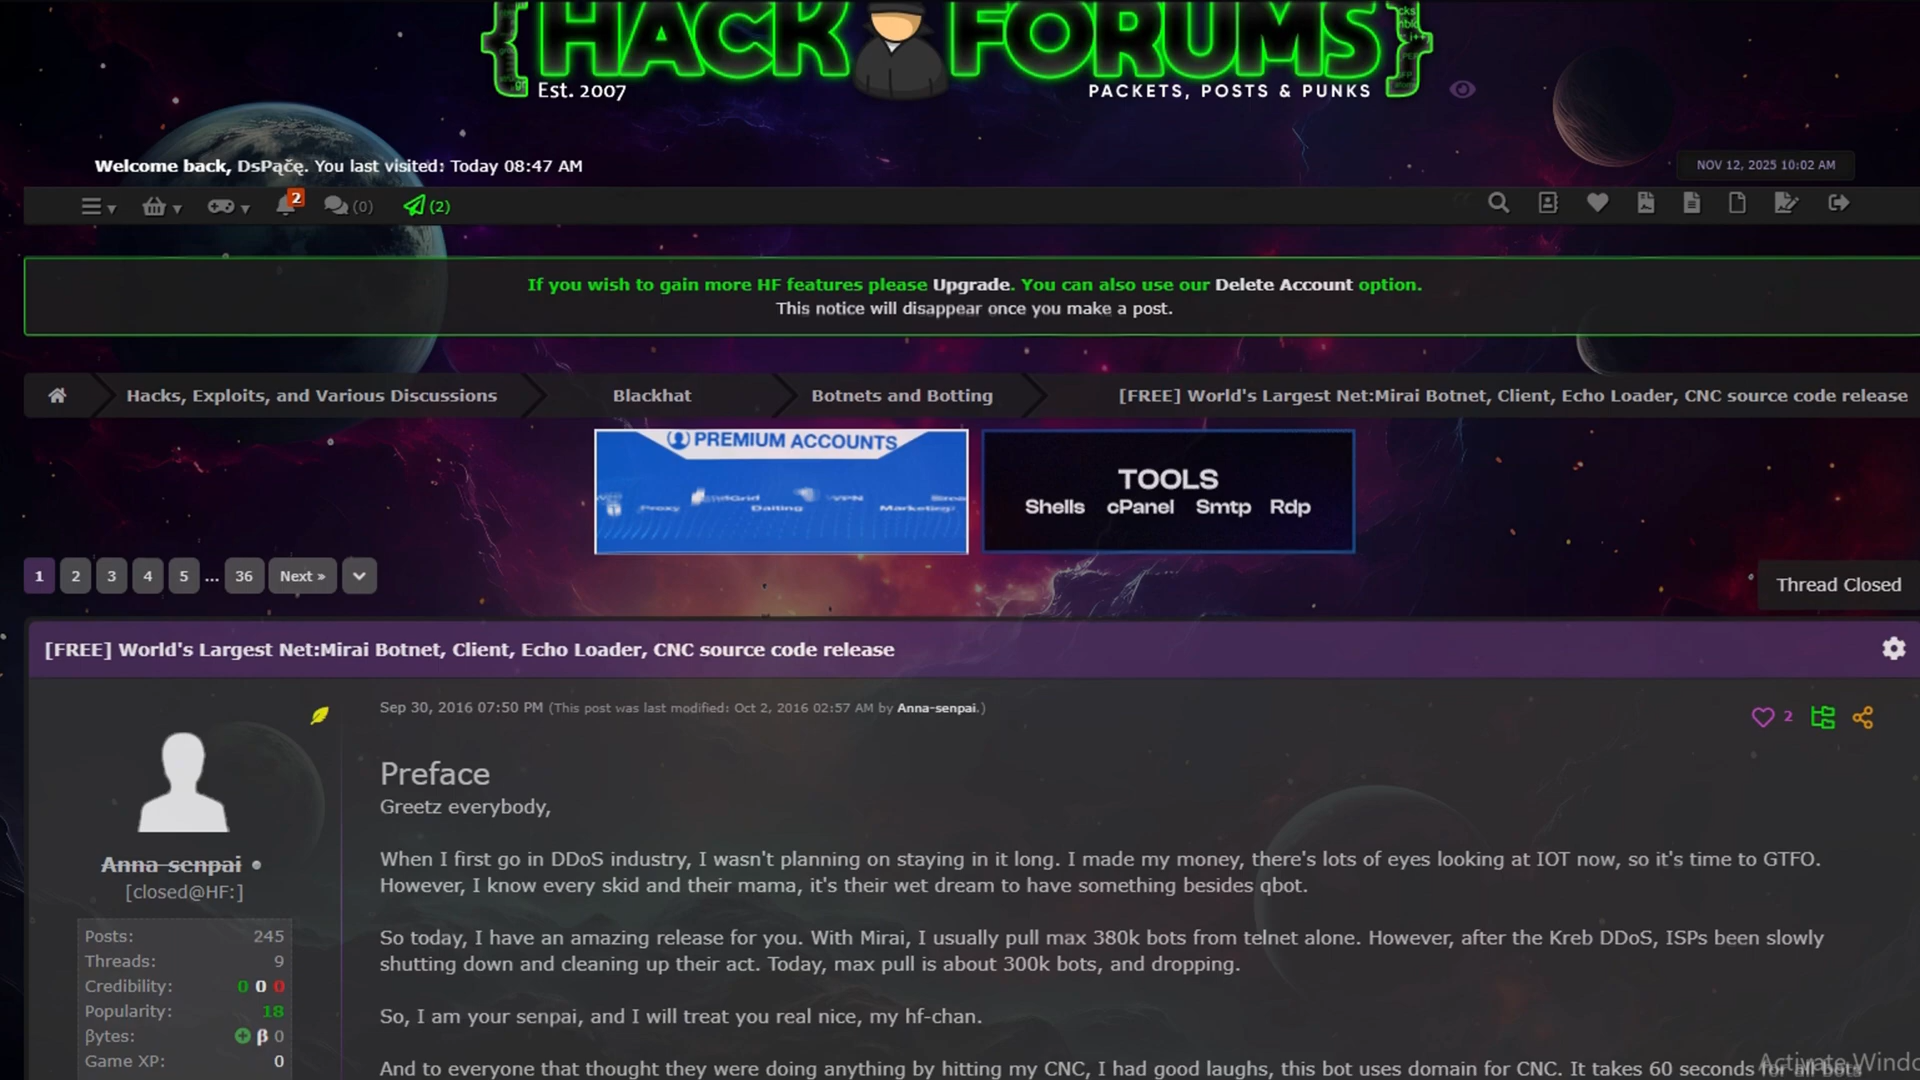 HACK FORUMS
Est. 2007
PACKETS, POSTS & PUNKS
Welcome back, DsPąčę. You last visited: Today 08:47 AM
NOV 12, 2025 10:02 AM
2
(0)
(2)
If you wish to gain more HF features please Upgrade. You can also use our Delete Account option.
This notice will disappear once you make a post.
Hacks, Exploits, and Various Discussions
Blackhat
Botnets and Botting
[FREE] World's Largest Net:Mirai Botnet, Client, Echo Loader, CNC source code release
PREMIUM ACCOUNTS
Proxy
VPN
Marketing
TOOLS
Shells cPanel Smtp Rdp
1 2 3 4 5 ... 36 Next »
Thread Closed
[FREE] World's Largest Net:Mirai Botnet, Client, Echo Loader, CNC source code release
Sep 30, 2016 07:50 PM (This post was last modified: Oct 2, 2016 02:57 AM by Anna-senpai.)
2
Preface
Greetz everybody,
When I first go in DDoS industry, I wasn't planning on staying in it long. I made my money, there's lots of eyes looking at IOT now, so it's time to GTFO.
However, I know every skid and their mama, it's their wet dream to have something besides qbot.
So today, I have an amazing release for you. With Mirai, I usually pull max 380k bots from telnet alone. However, after the Kreb DDoS, ISPs been slowly
shutting down and cleaning up their act. Today, max pull is about 300k bots, and dropping.
So, I am your senpai, and I will treat you real nice, my hf-chan.
And to everyone that thought they were doing anything by hitting my CNC, I had good laughs, this bot uses domain for CNC. It takes 60 seconds for all bots
Anna-senpai
[closed@HF:]
Posts: 245
Threads: 9
Credibility: 0 0 0
Popularity: 18
βytes: β 0
Game XP: 0
Activate Windo